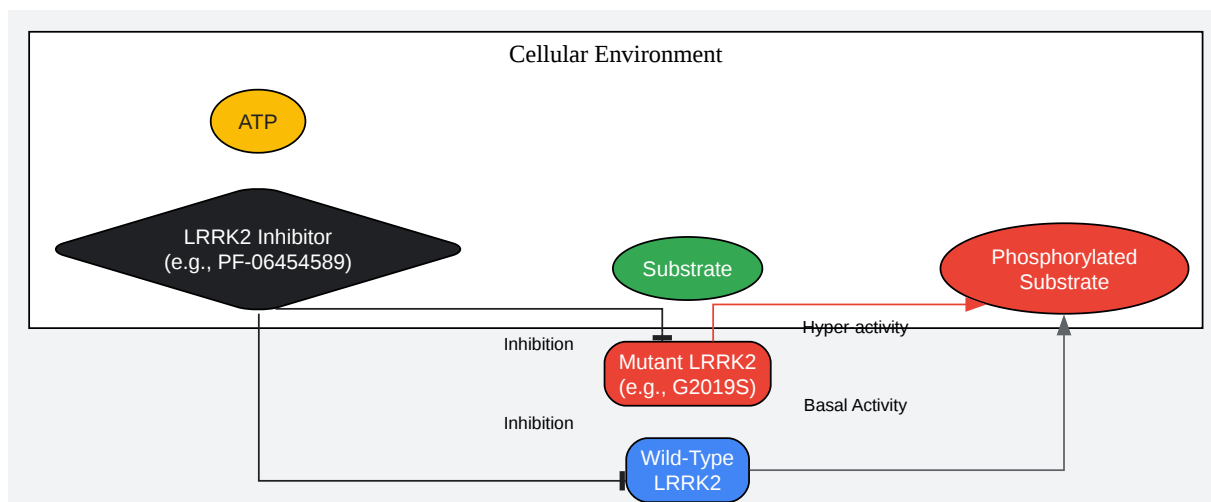 Cellular Environment
ATP
LRRK2 Inhibitor
(e.g., PF-06454589)
Substrate
Phosphorylated
Substrate
Hyper-activity
Inhibition
Mutant LRRK2
(e.g., G2019S)
Basal Activity
Inhibition
Wild-Type
LRRK2